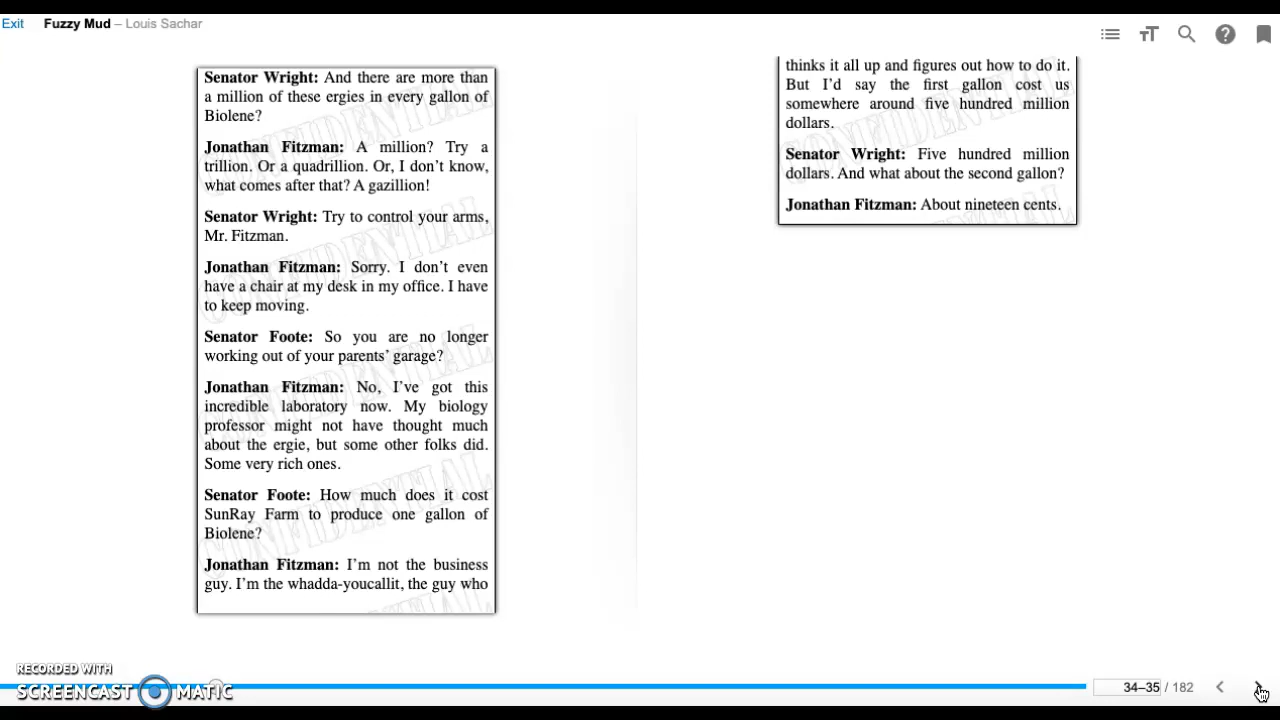 Exit Fuzzy Mud – Louis Sachar
Senator Wright: And there are more than
a million of these ergies in every gallon of
Biolene?
Jonathan Fitzman: A million? Try a
trillion. Or a quadrillion. Or, I don’t know,
what comes after that? A gazillion!
Senator Wright: Try to control your arms,
Mr. Fitzman.
Jonathan Fitzman: Sorry. I don’t even
have a chair at my desk in my office. I have
to keep moving.
Senator Foote: So you are no longer
working out of your parents’ garage?
Jonathan Fitzman: No, I’ve got this
incredible laboratory now. My biology
professor might not have thought much
about the ergie, but some other folks did.
Some very rich ones.
Senator Foote: How much does it cost
SunRay Farm to produce one gallon of
Biolene?
Jonathan Fitzman: I’m not the business
guy. I’m the whadda-youcallit, the guy who
CONFIDENTIAL
CONFIDENTIAL
CONFIDENTIAL
CONFIDENTIAL
thinks it all up and figures out how to do it.
But I’d say the first gallon cost us
somewhere around five hundred million
dollars.
Senator Wright: Five hundred million
dollars. And what about the second gallon?
Jonathan Fitzman: About nineteen cents.
CONFIDENTIAL
RECORDED WITH
SCREENCAST MATIC
34–35 / 182